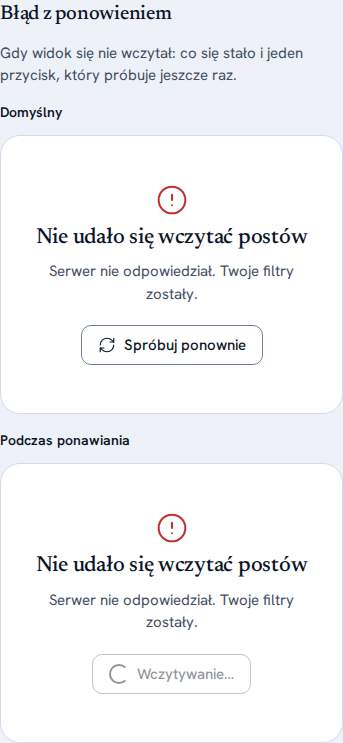 Błąd z ponowieniem
Gdy widok się nie wczytał: co się stało i jeden
przycisk, który próbuje jeszcze raz.
Domyślny
Nie udało się wczytać postów
Serwer nie odpowiedział. Twoje filtry
zostały.
Spróbuj ponownie
Podczas ponawiania
Nie udało się wczytać postów
Serwer nie odpowiedział. Twoje filtry
zostały.
Wczytywanie…